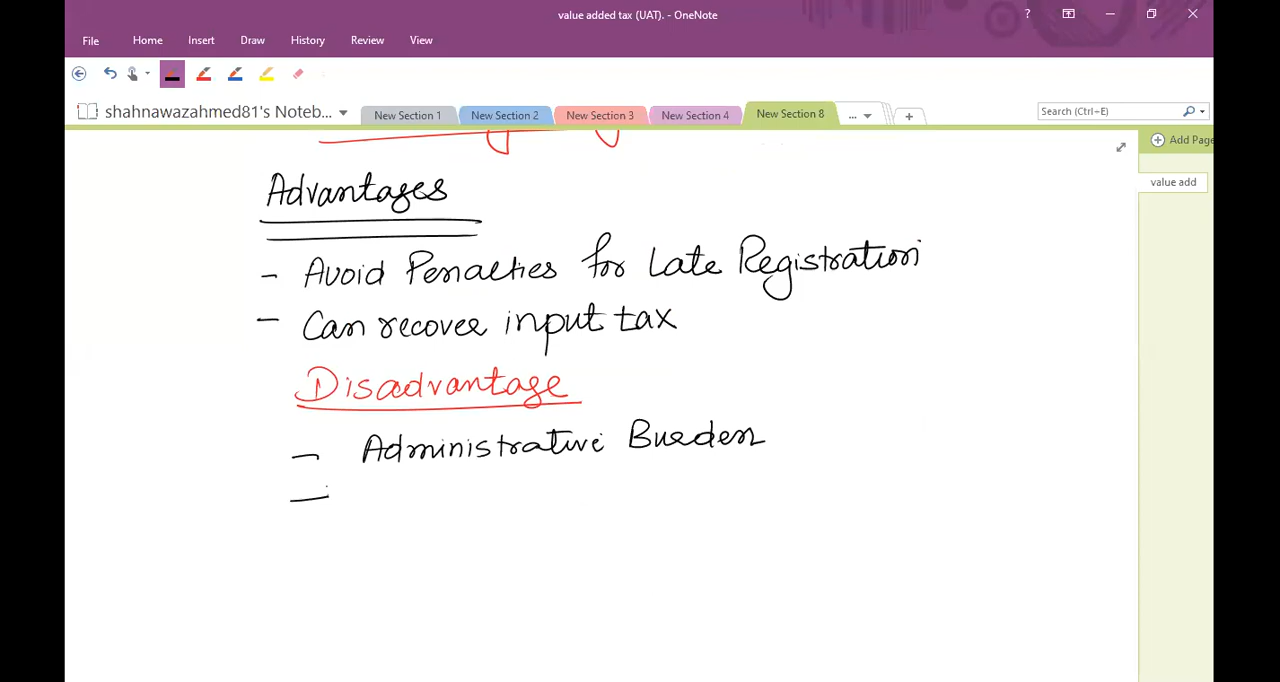 value added tax (UAT). - OneNote
?
File Home Insert Draw History Review View
shahnawazahmed81's Noteb... New Section 1 New Section 2 New Section 3 New Section 4 New Section 8 ... + Search (Ctrl+E)
Add Page
value add
Advantages
- Avoid Penalties for Late Registration
- Can recover input tax
Disadvantage
- Administrative Burden
-